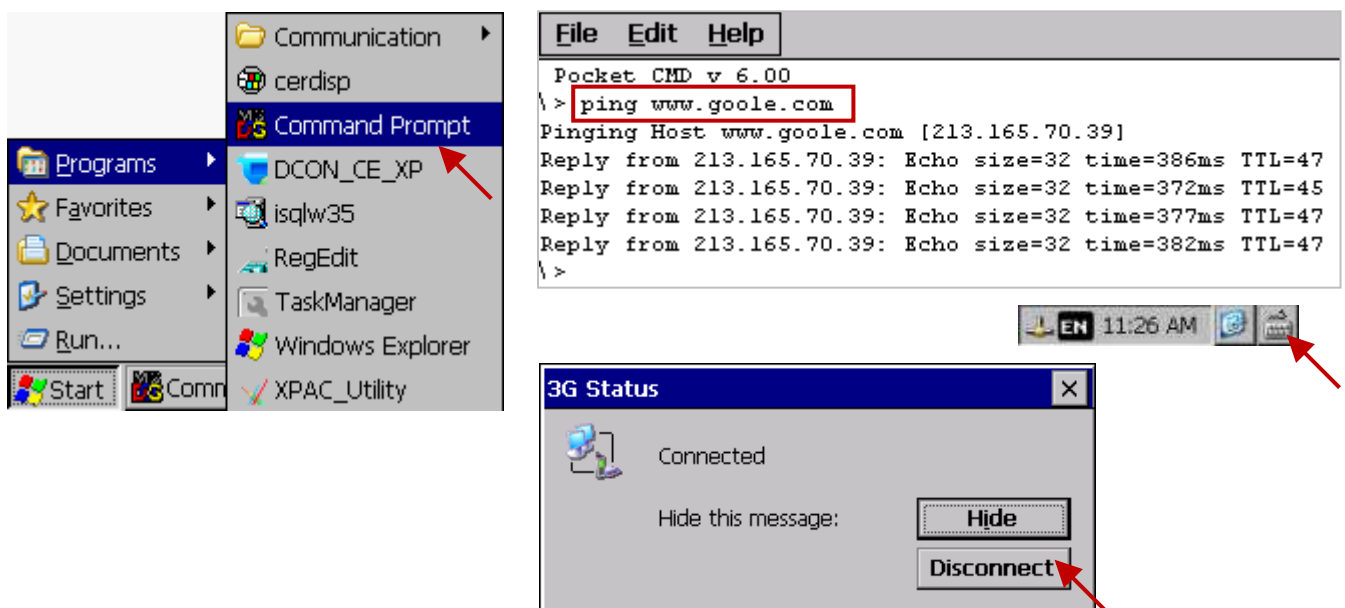 Communication
cerdisp
Command Prompt
DCON_CE_XP
isqlw35
RegEdit
TaskManager
Windows Explorer
XPAC_Utility
Programs
Favorites
Documents
Settings
Run...
Start Comn
File Edit Help
Pocket CMD v 6.00
\> ping www.goole.com
Pinging Host www.goole.com [213.165.70.39]
Reply from 213.165.70.39: Echo size=32 time=386ms TTL=47
Reply from 213.165.70.39: Echo size=32 time=372ms TTL=45
Reply from 213.165.70.39: Echo size=32 time=377ms TTL=47
Reply from 213.165.70.39: Echo size=32 time=382ms TTL=47
\>
EN 11:26 AM
3G Status
Connected
Hide this message: Hide
Disconnect